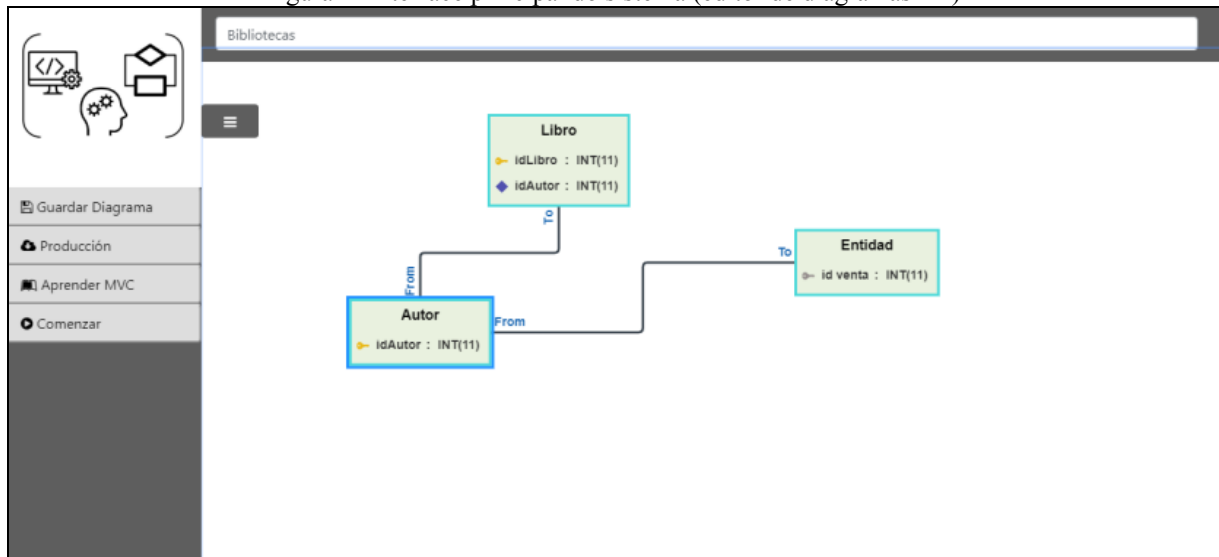 Bibliotecas
</>
Guardar Diagrama
Producción
Aprender MVC
Comenzar
Libro
idLibro : INT(11)
idAutor : INT(11)
To
From
Autor
idAutor : INT(11)
From
To
Entidad
id venta : INT(11)